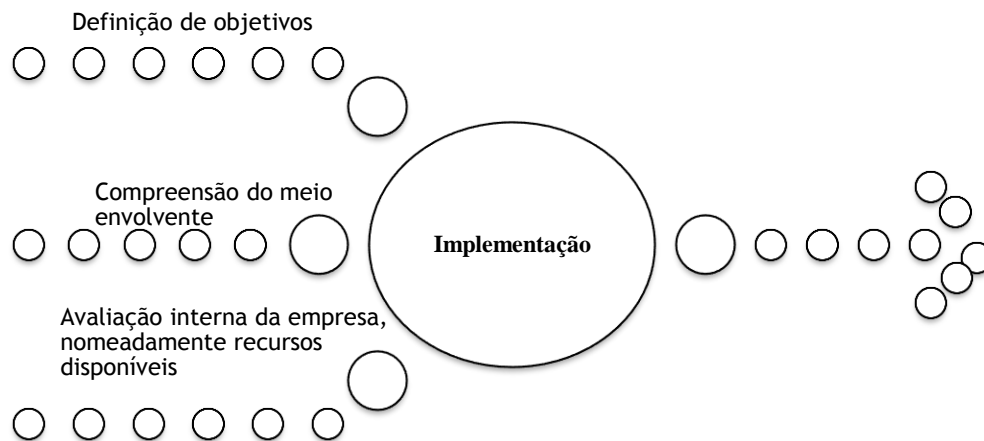 Definição de objetivos
Compreensão do meio
envolvente
Implementação
Avaliação interna da empresa,
nomeadamente recursos
disponíveis